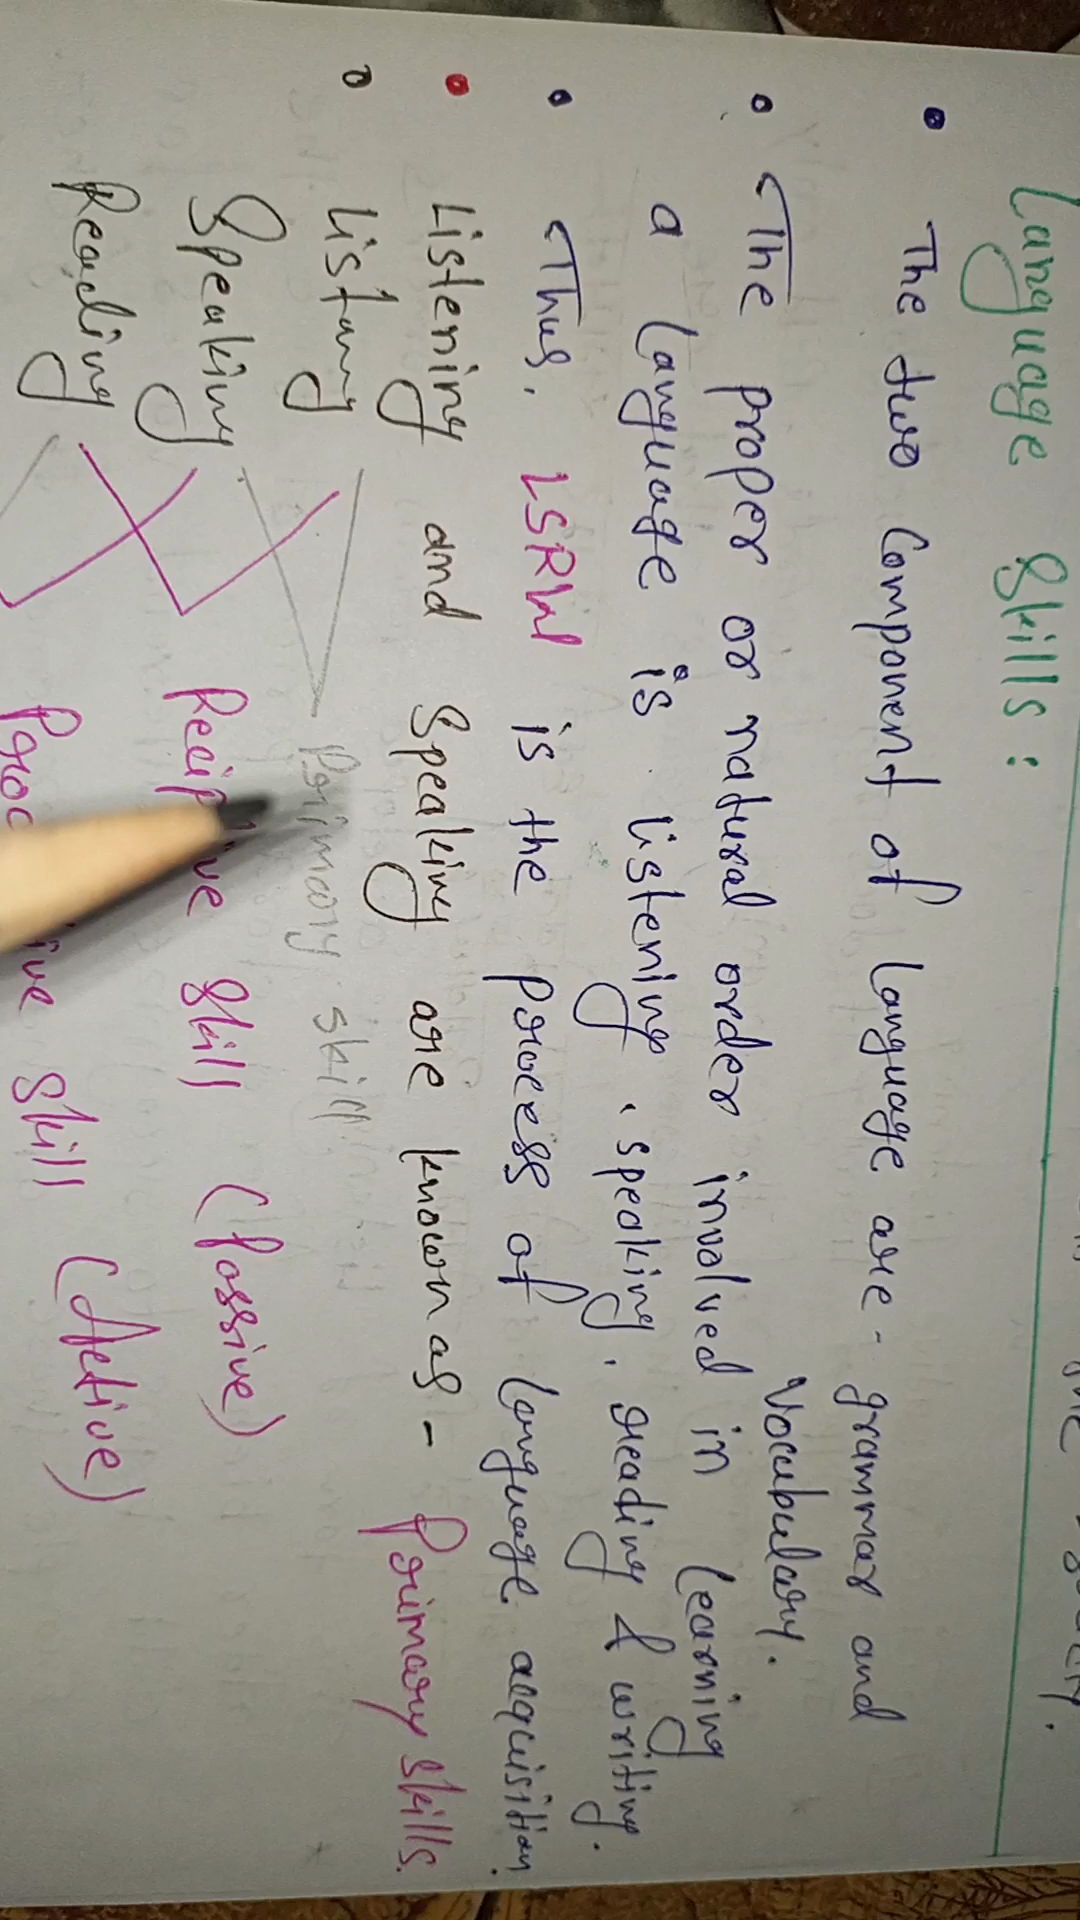 Language Skills:
The two Component of Language are - grammar and
Vocabulary.
The proper or natural order involved in learning
a language is listening, speaking, reading & writing.
Thus, LSRW is the process of language acquisition.
Listening and Speaking are known as - Primary skills.
Listing
Primary skill
Speaking
skill (Passive)
Reading
skill (Active)